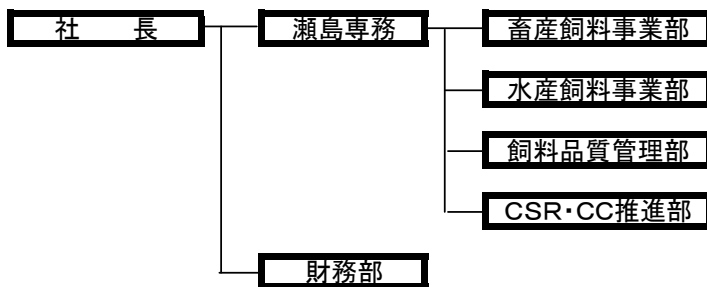 社　　長
瀬島専務
畜産飼料事業部
水産飼料事業部
飼料品質管理部
CSR・CC推進部
財務部